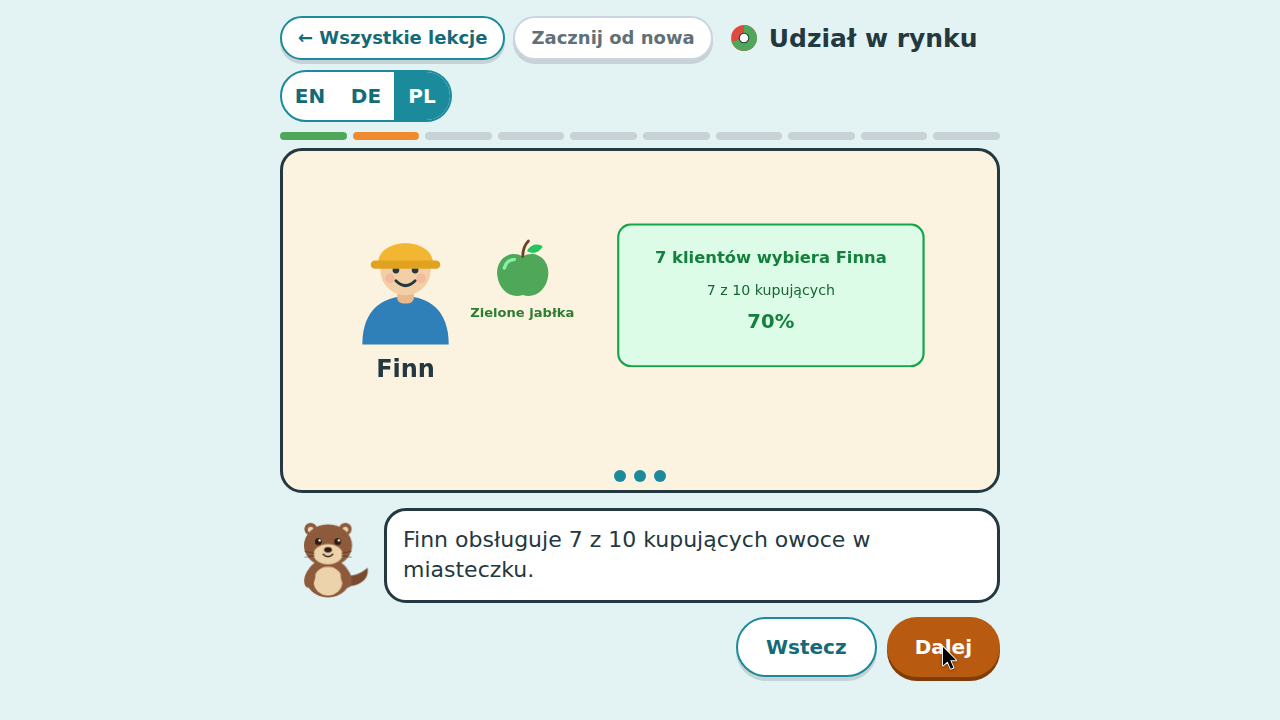 ← Wszystkie lekcje
Zacznij od nowa
Udział w rynku
EN DE PL
7 klientów wybiera Finna
7 z 10 kupujących
70%
Zielone jabłka
Finn
Finn obsługuje 7 z 10 kupujących owoce w
miasteczku.
Wstecz
Dalej